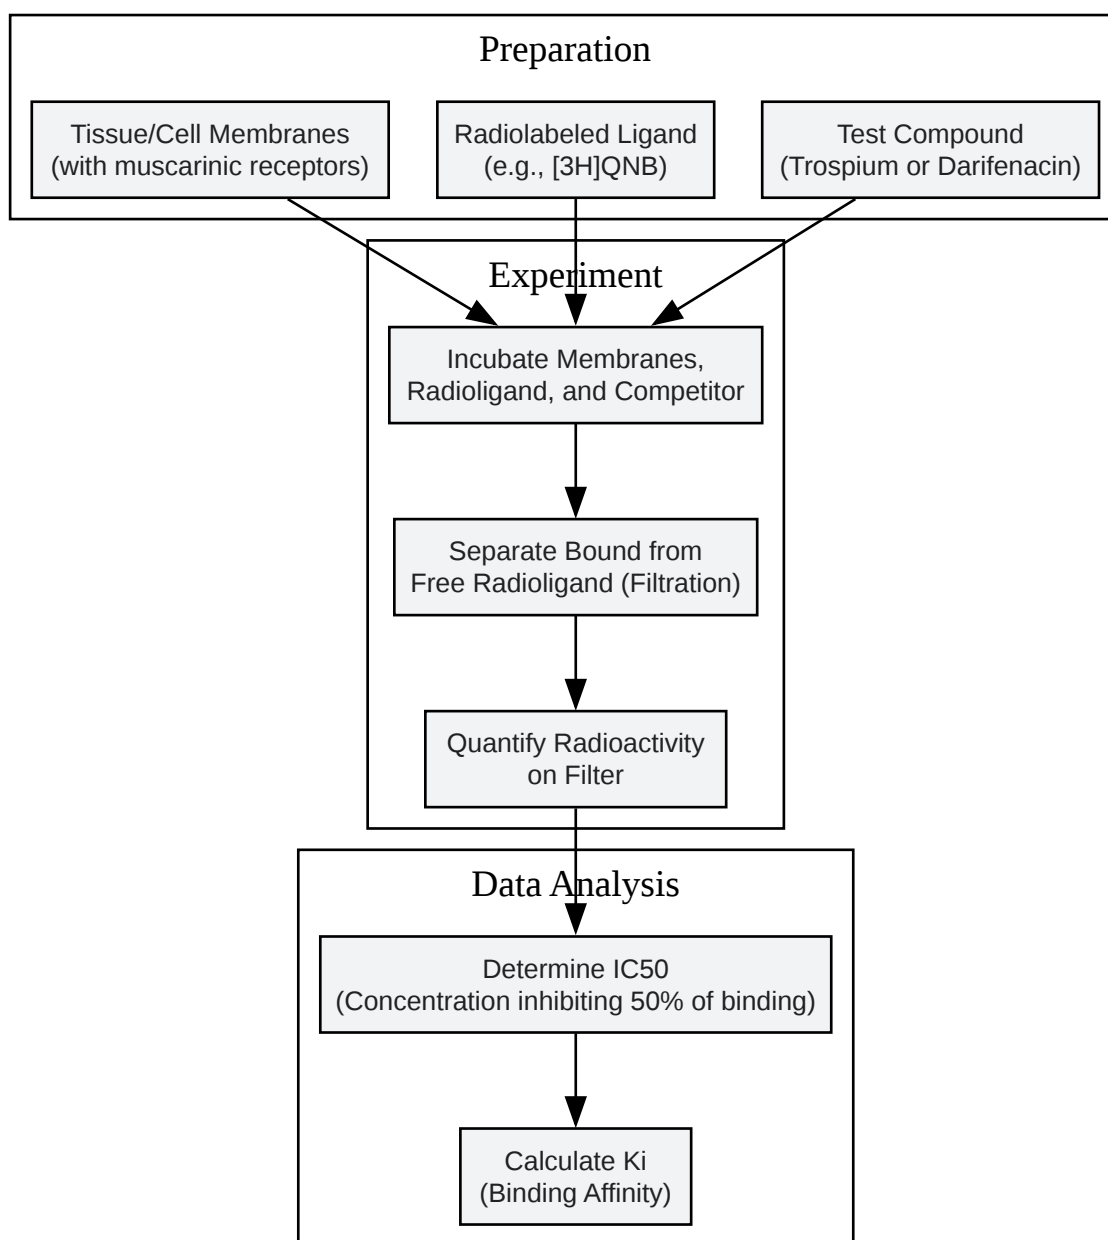 Preparation
Tissue/Cell Membranes
(with muscarinic receptors)
Radiolabeled Ligand
(e.g., [3H]QNB)
Test Compound
(Trospium or Darifenacin)
Experiment
Incubate Membranes,
Radioligand, and Competitor
Separate Bound from
Free Radioligand (Filtration)
Quantify Radioactivity
on Filter
Data Analysis
Determine IC50
(Concentration inhibiting 50% of binding)
Calculate Ki
(Binding Affinity)